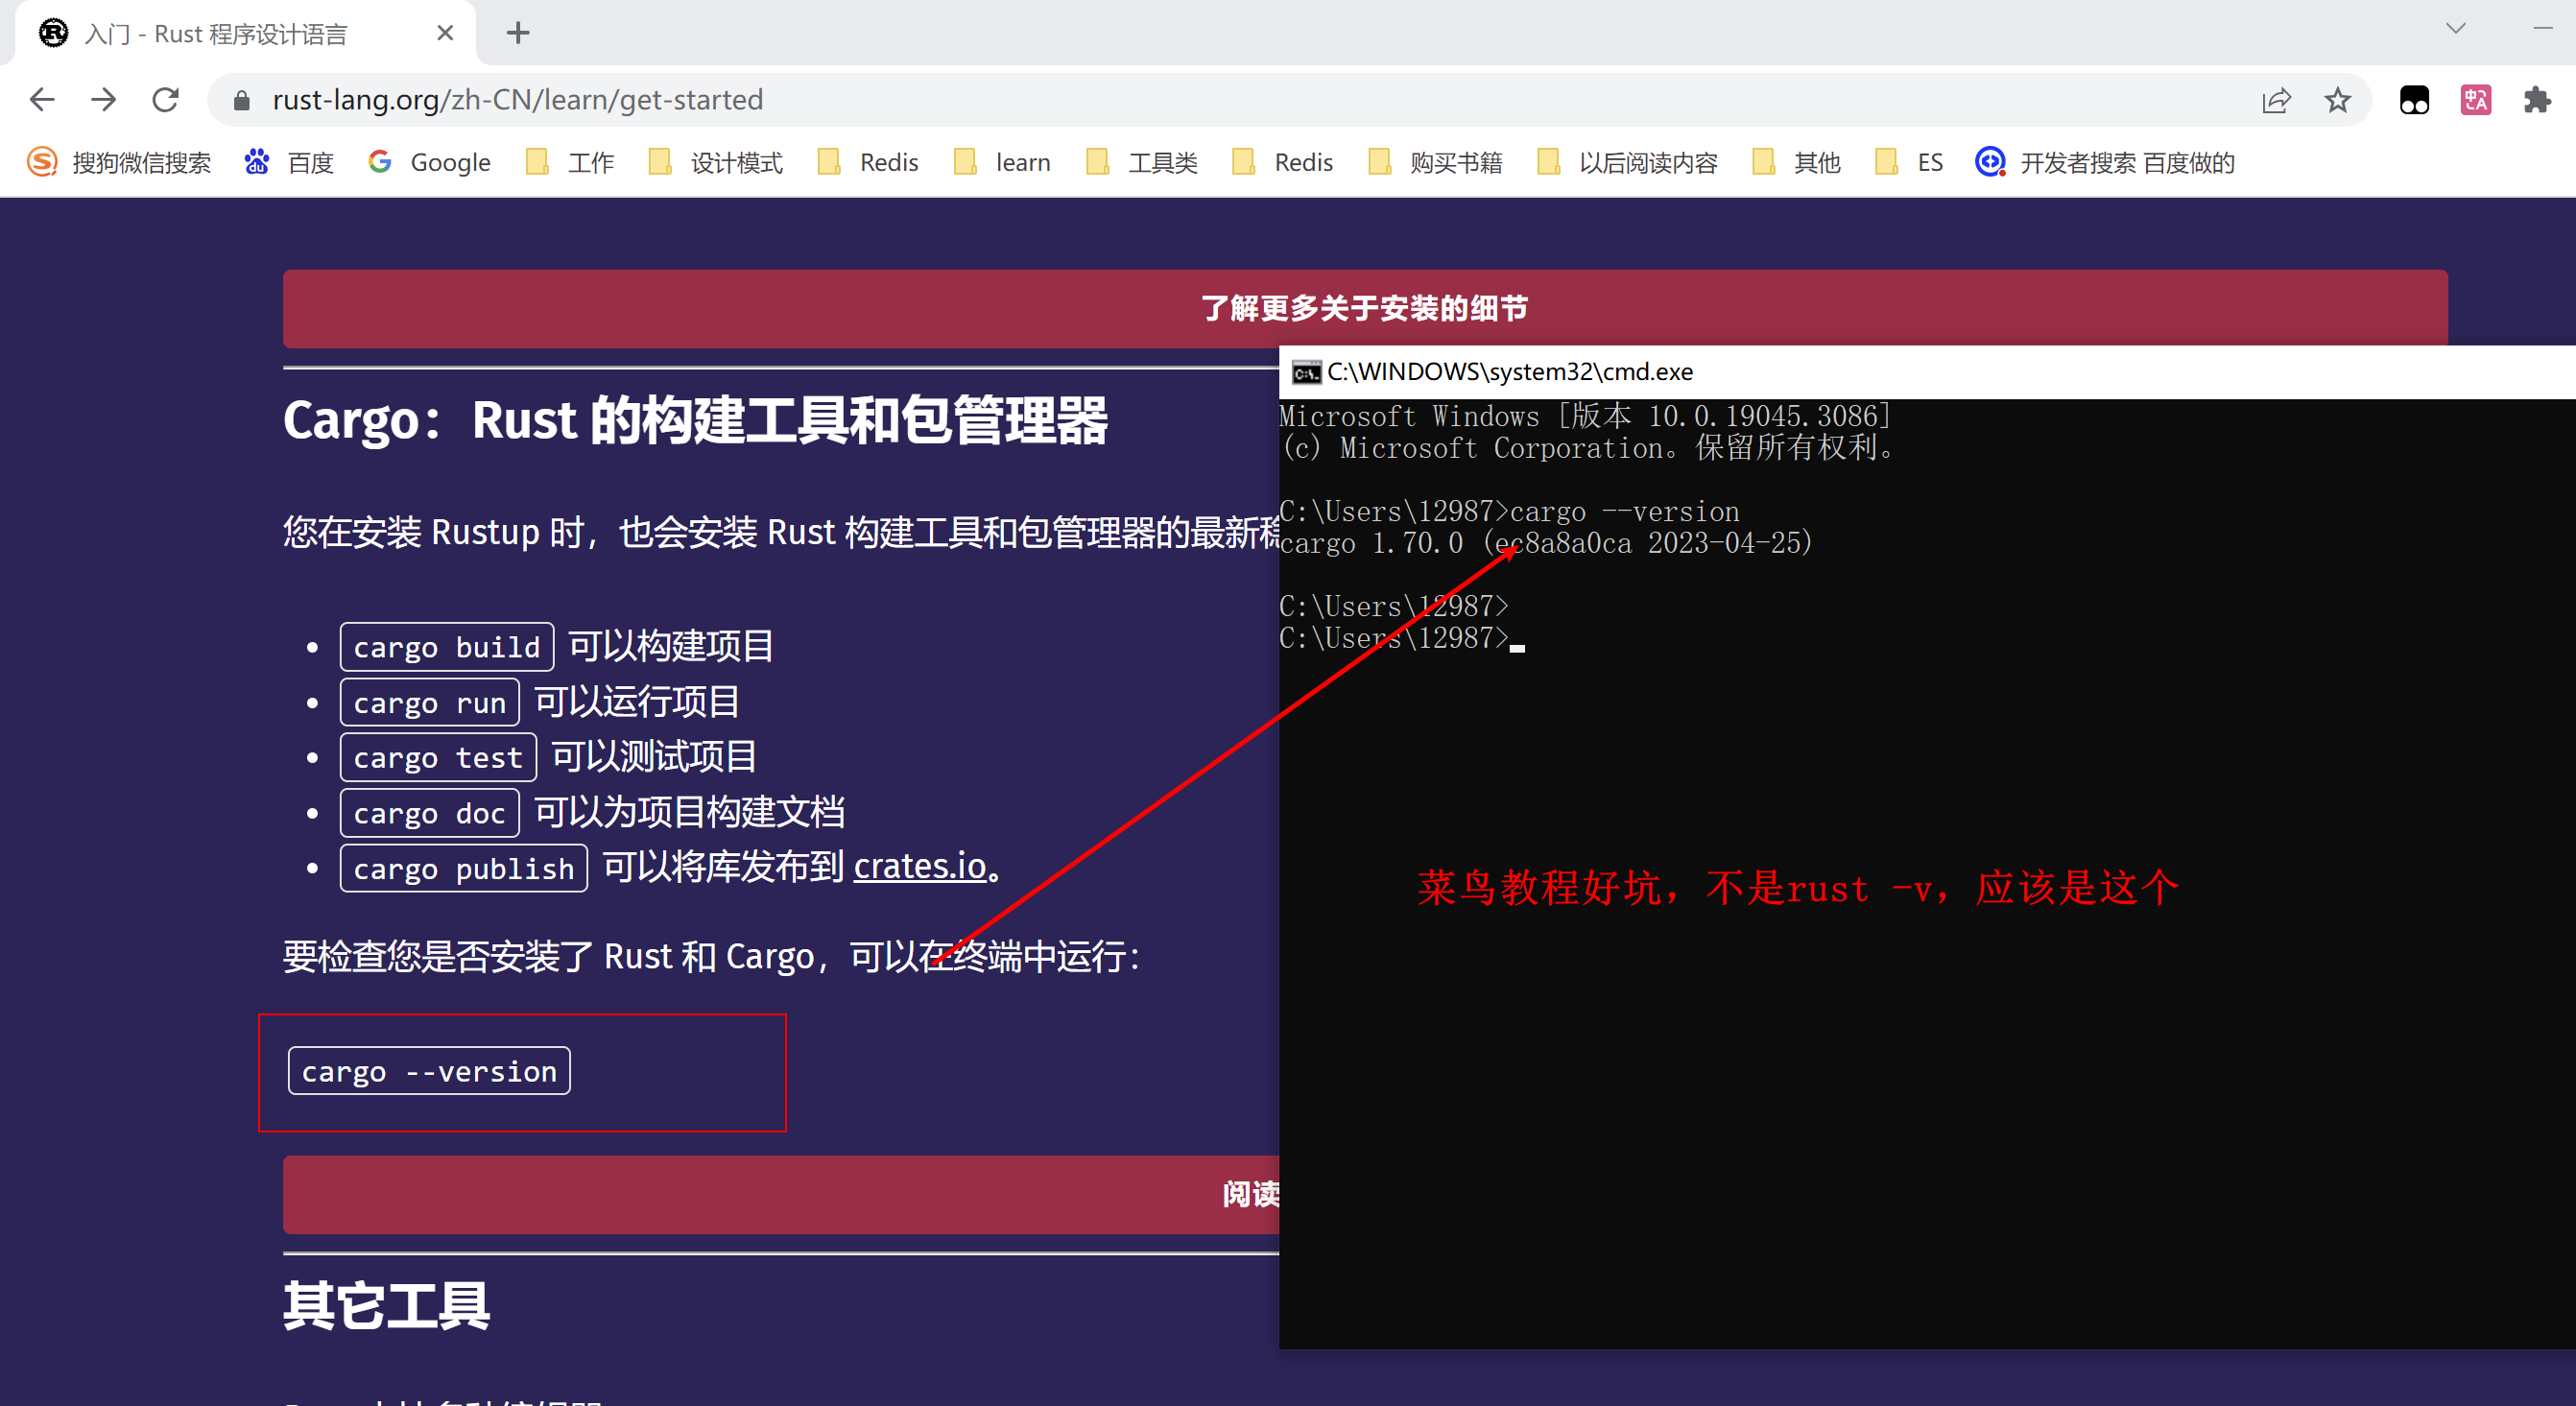 入门 - Rust 程序设计语言
rust-lang.org/zh-CN/learn/get-started
搜狗微信搜索 百度 Google 工作 设计模式 Redis learn 工具类 Redis 购买书籍 以后阅读内容 其他 ES 开发者搜索 百度做的
了解更多关于安装的细节
Cargo：Rust 的构建工具和包管理器
您在安装 Rustup 时，也会安装 Rust 构建工具和包管理器的最新稳
cargo build 可以构建项目
cargo run 可以运行项目
cargo test 可以测试项目
cargo doc 可以为项目构建文档
cargo publish 可以将库发布到 crates.io。
要检查您是否安装了 Rust 和 Cargo，可以在终端中运行：
cargo --version
阅读
其它工具
C:\WINDOWS\system32\cmd.exe
Microsoft Windows [版本 10.0.19045.3086]
(c) Microsoft Corporation。保留所有权利。
C:\Users\12987>cargo --version
cargo 1.70.0 (ec8a8a0ca 2023-04-25)
C:\Users\12987>
C:\Users\12987>
菜鸟教程好坑，不是rust -v，应该是这个